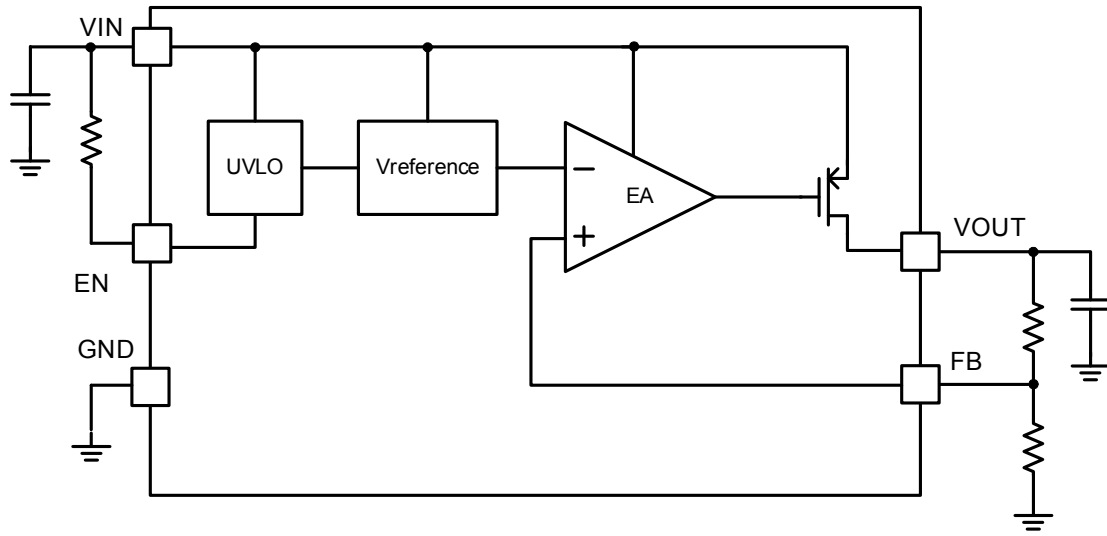 VIN
UVLO
Vreference
−
EA
+
VOUT
EN
GND
FB